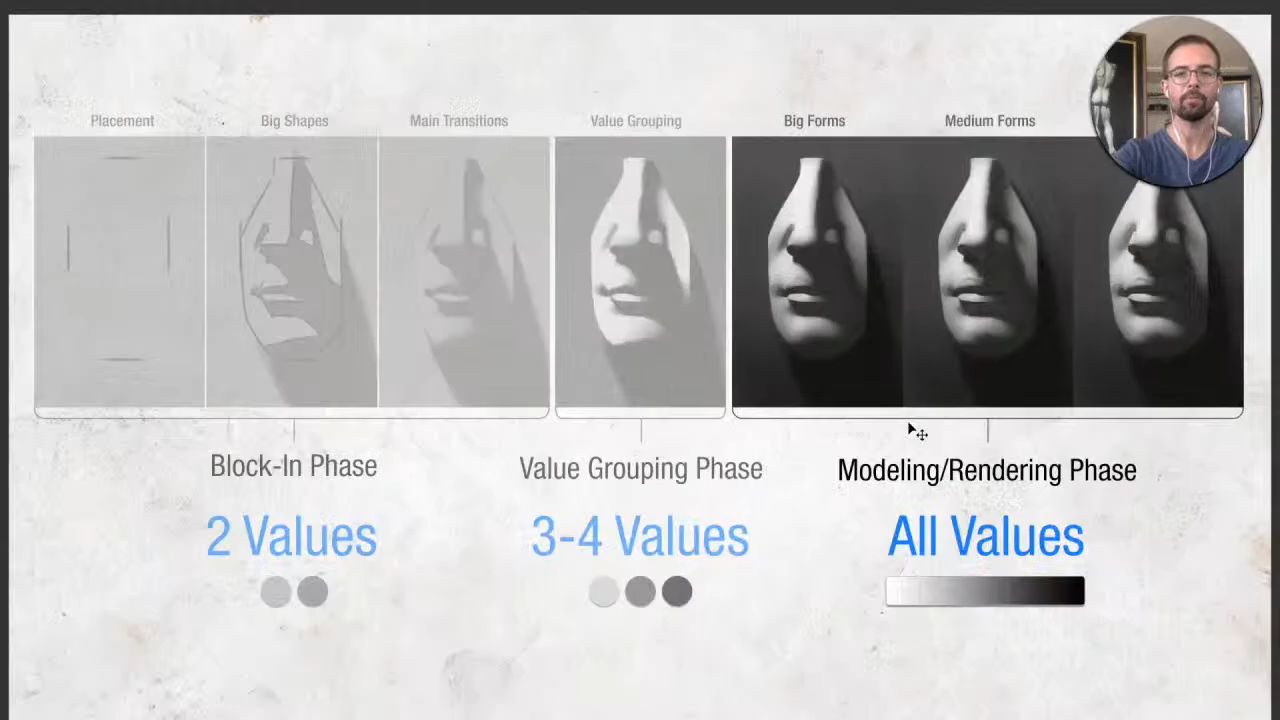 Placement
Big Shapes
Main Transitions
Value Grouping
Big Forms
Medium Forms
Block-In Phase
Value Grouping Phase
Modeling/Rendering Phase
2 Values
3-4 Values
All Values